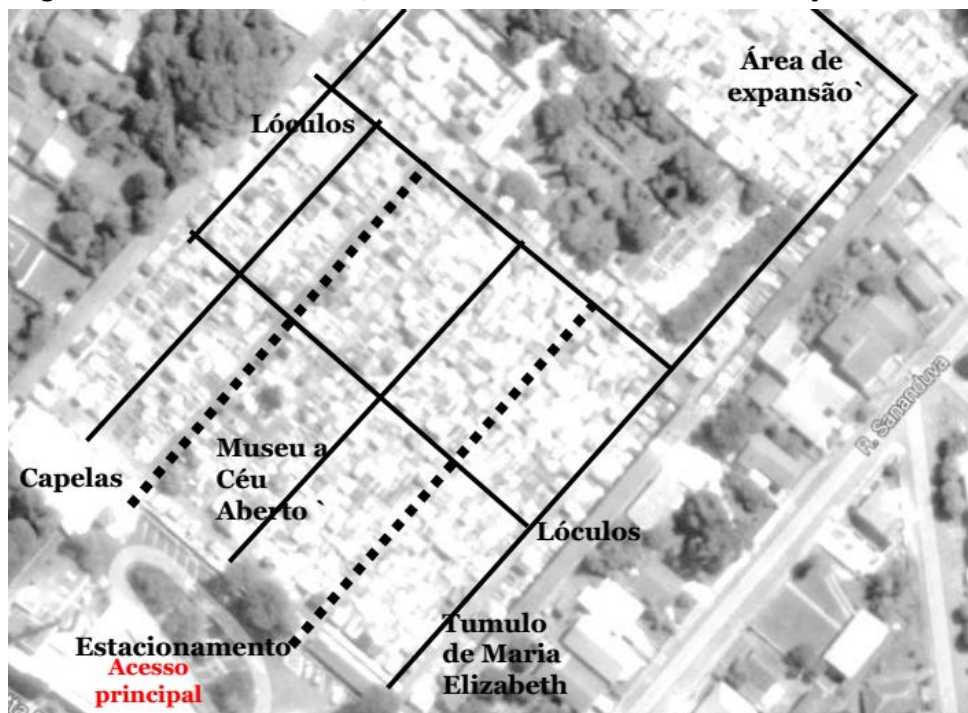 Área de
expansão`
Lóculos
R. Sananduva
Museu a
Céu
Aberto `
Capelas
Lóculos
Tumulo
de Maria
Elizabeth
Estacionamento
Acesso
principal